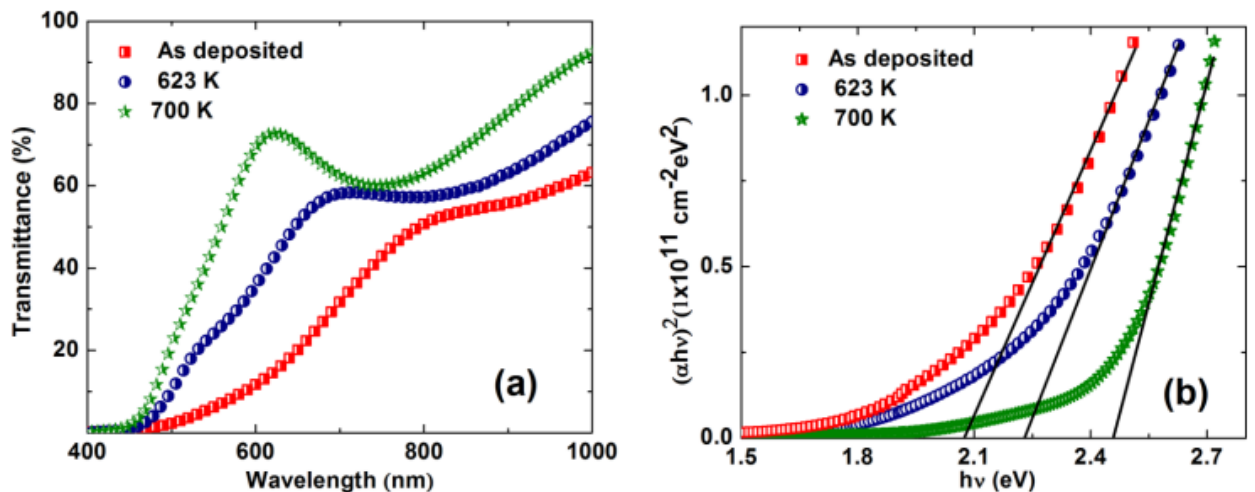 100
80
60
40
20
Transmittance (%)
As deposited
623 K
700 K
(a)
400 600 800 1000
Wavelength (nm)
1.0
0.5
0.0
(αhν)²(1x10¹¹ cm⁻²eV²)
As deposited
623 K
700 K
(b)
1.5 1.8 2.1 2.4 2.7
hν (eV)